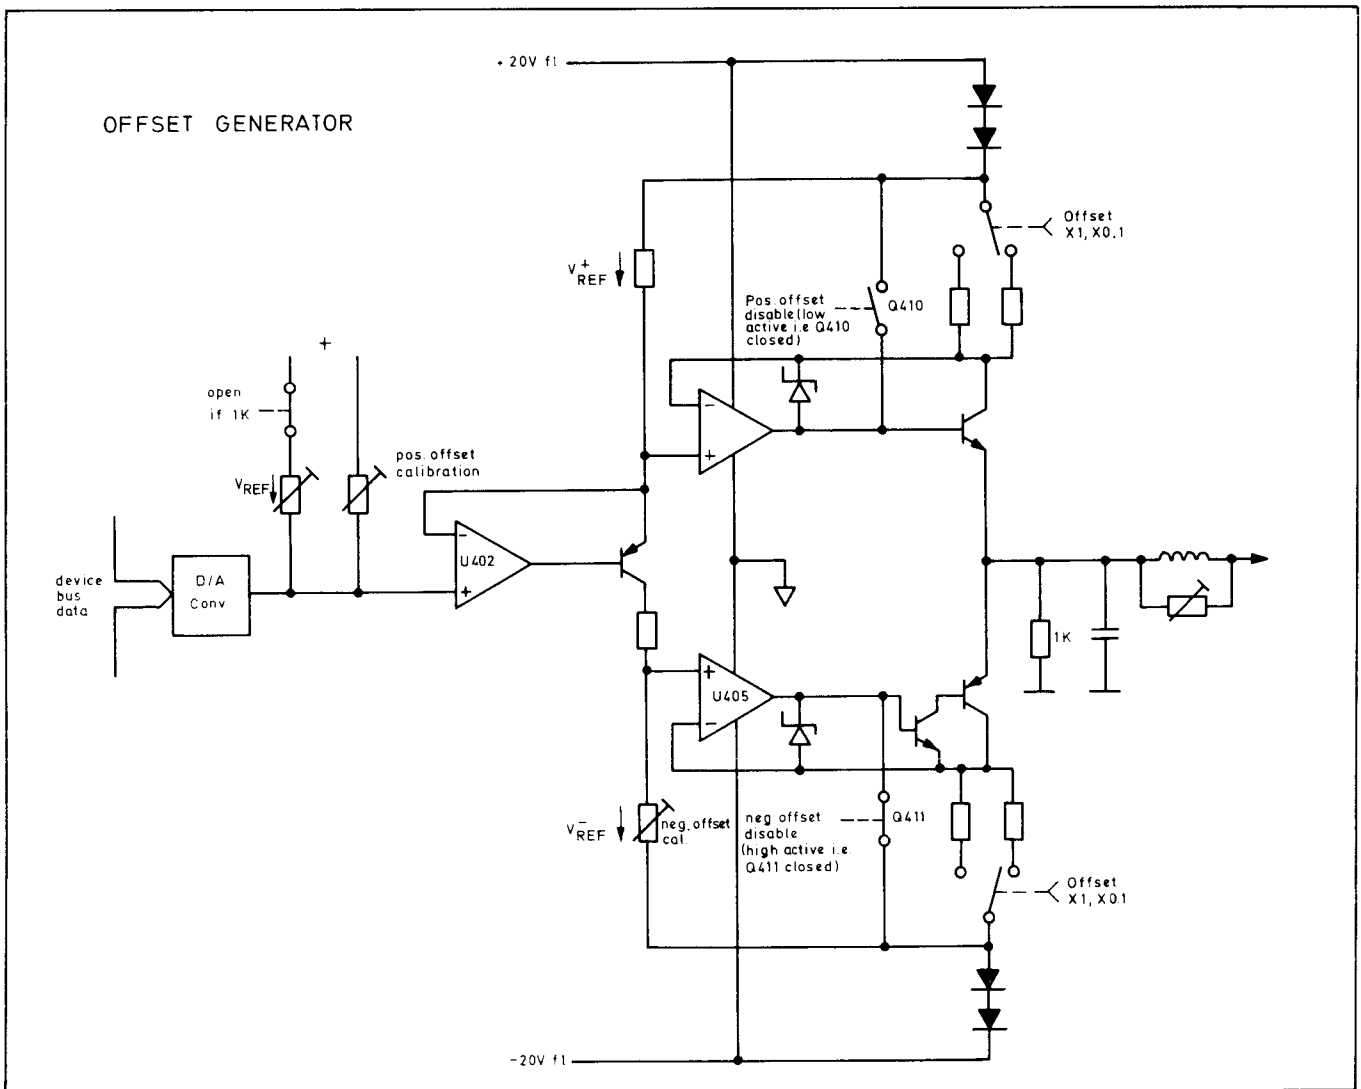 +20V fl
OFFSET GENERATOR
Offset
X1, X0.1
V+REF
Pos. offset
disable (low
active i.e Q410
closed)
Q410
+
open
if 1K
pos. offset
calibration
VREF
-
+
-
U402
+
device
bus
data
D/A
Conv
1K
+
U405
-
V-REF
neg. offset
cal.
neg offset
disable
(high active i.e.
Q411 closed)
Q411
Offset
X1, X0.1
-20V fl